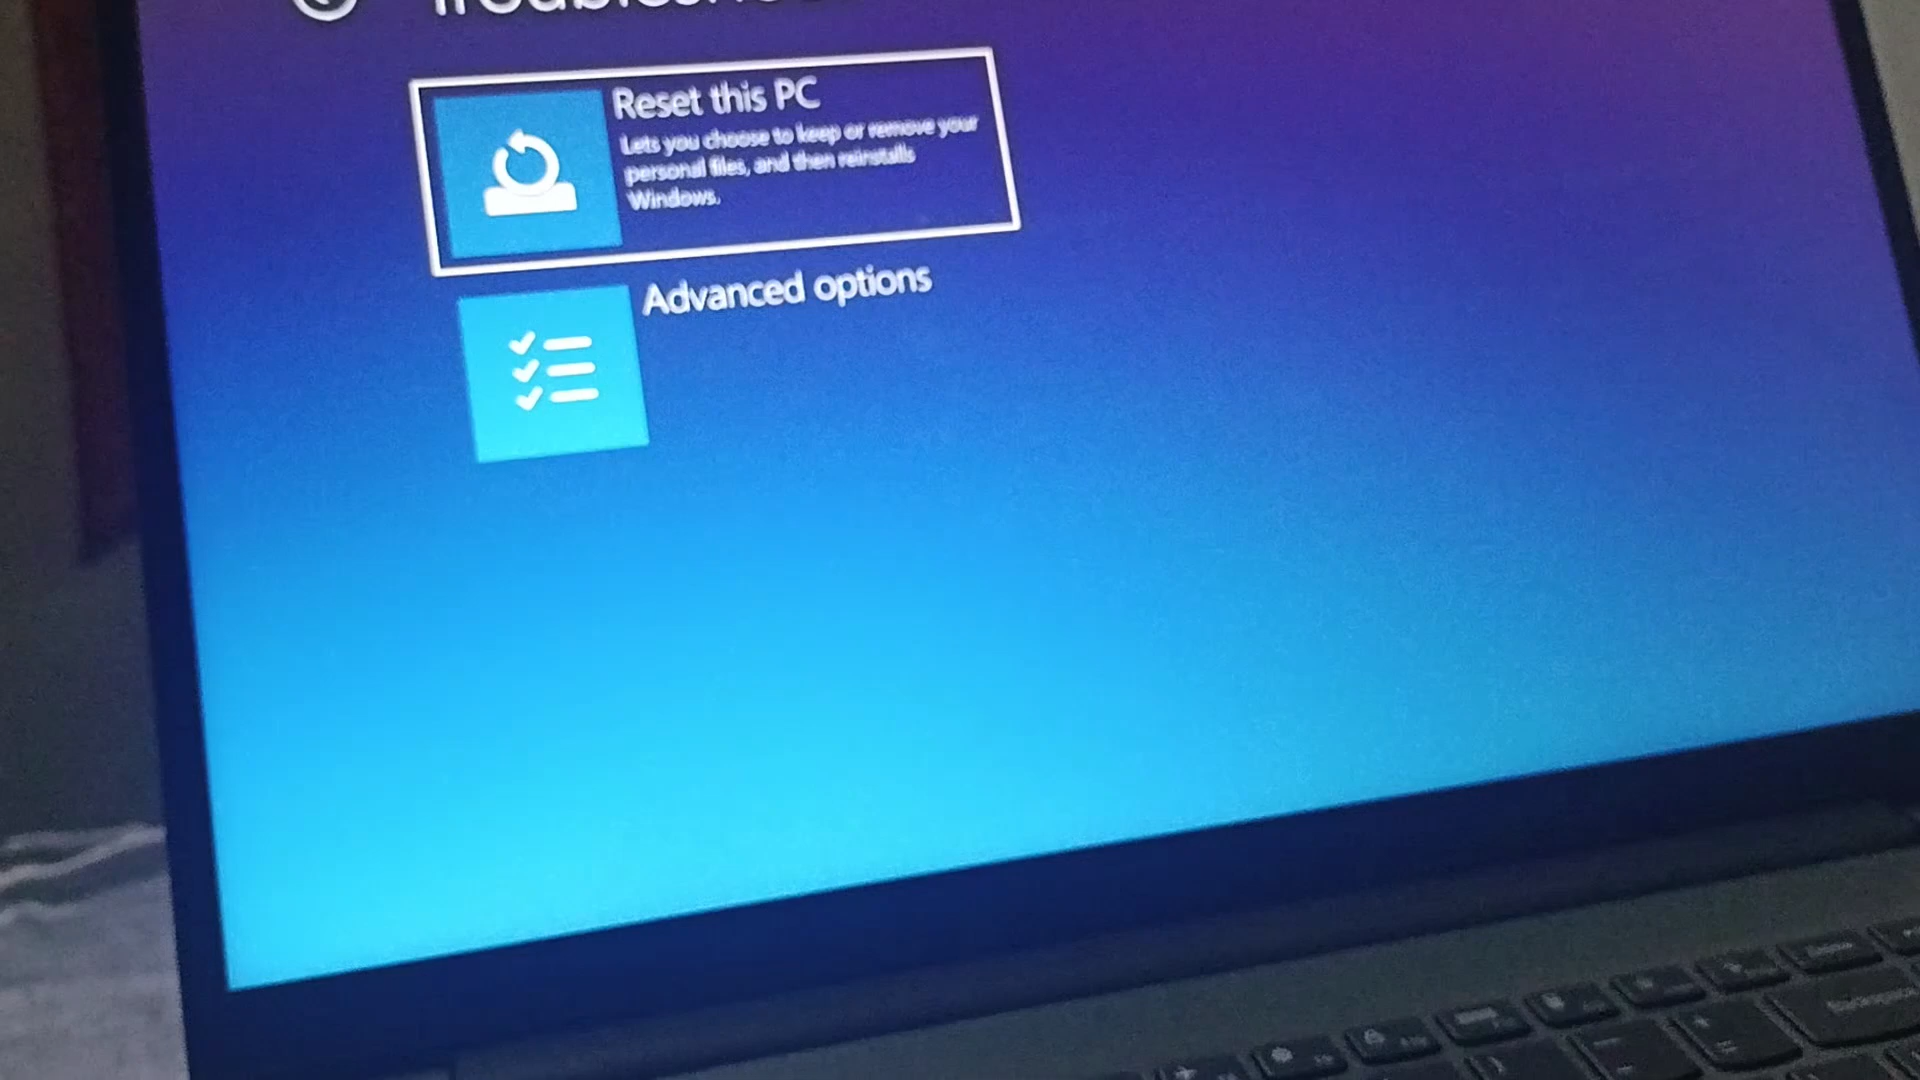 Reset this PC
Lets you choose to keep or remove your
personal files, and then reinstalls
Windows.
Advanced options